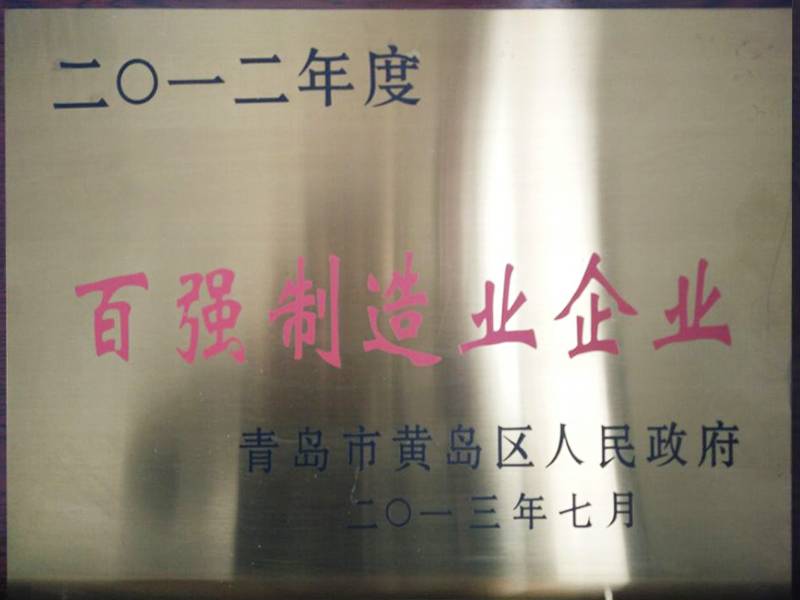 二〇一二年度
百强制造业企业
青岛市黄岛区人民政府
二〇一三年七月